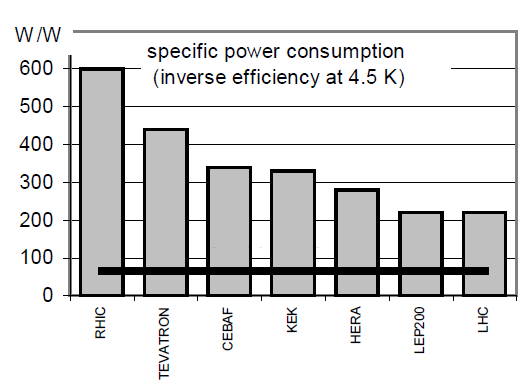 W/W
specific power consumption
(inverse efficiency at 4.5 K)
600
500
400
300
200
100
0
RHIC
TEVATRON
CEBAF
KEK
HERA
LEP200
LHC